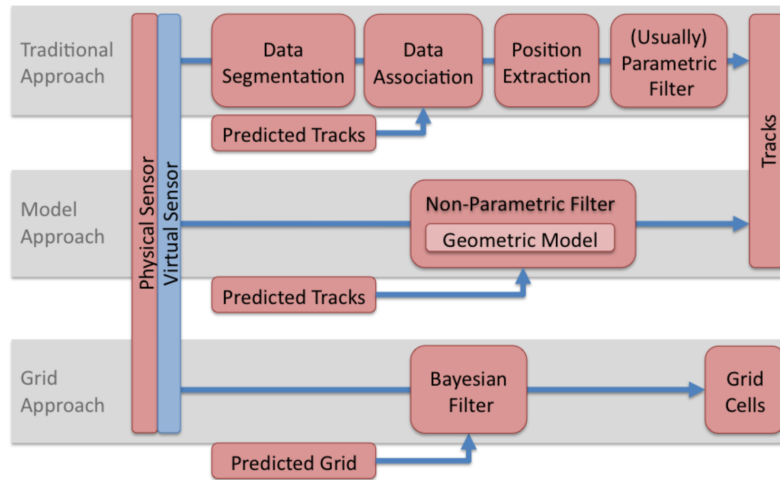 Traditional
Approach
Physical Sensor
Virtual Sensor
Data
Segmentation
Data
Association
Position
Extraction
(Usually)
Parametric
Filter
Tracks
Predicted Tracks
Model
Approach
Non-Parametric Filter
Geometric Model
Predicted Tracks
Grid
Approach
Bayesian
Filter
Grid
Cells
Predicted Grid